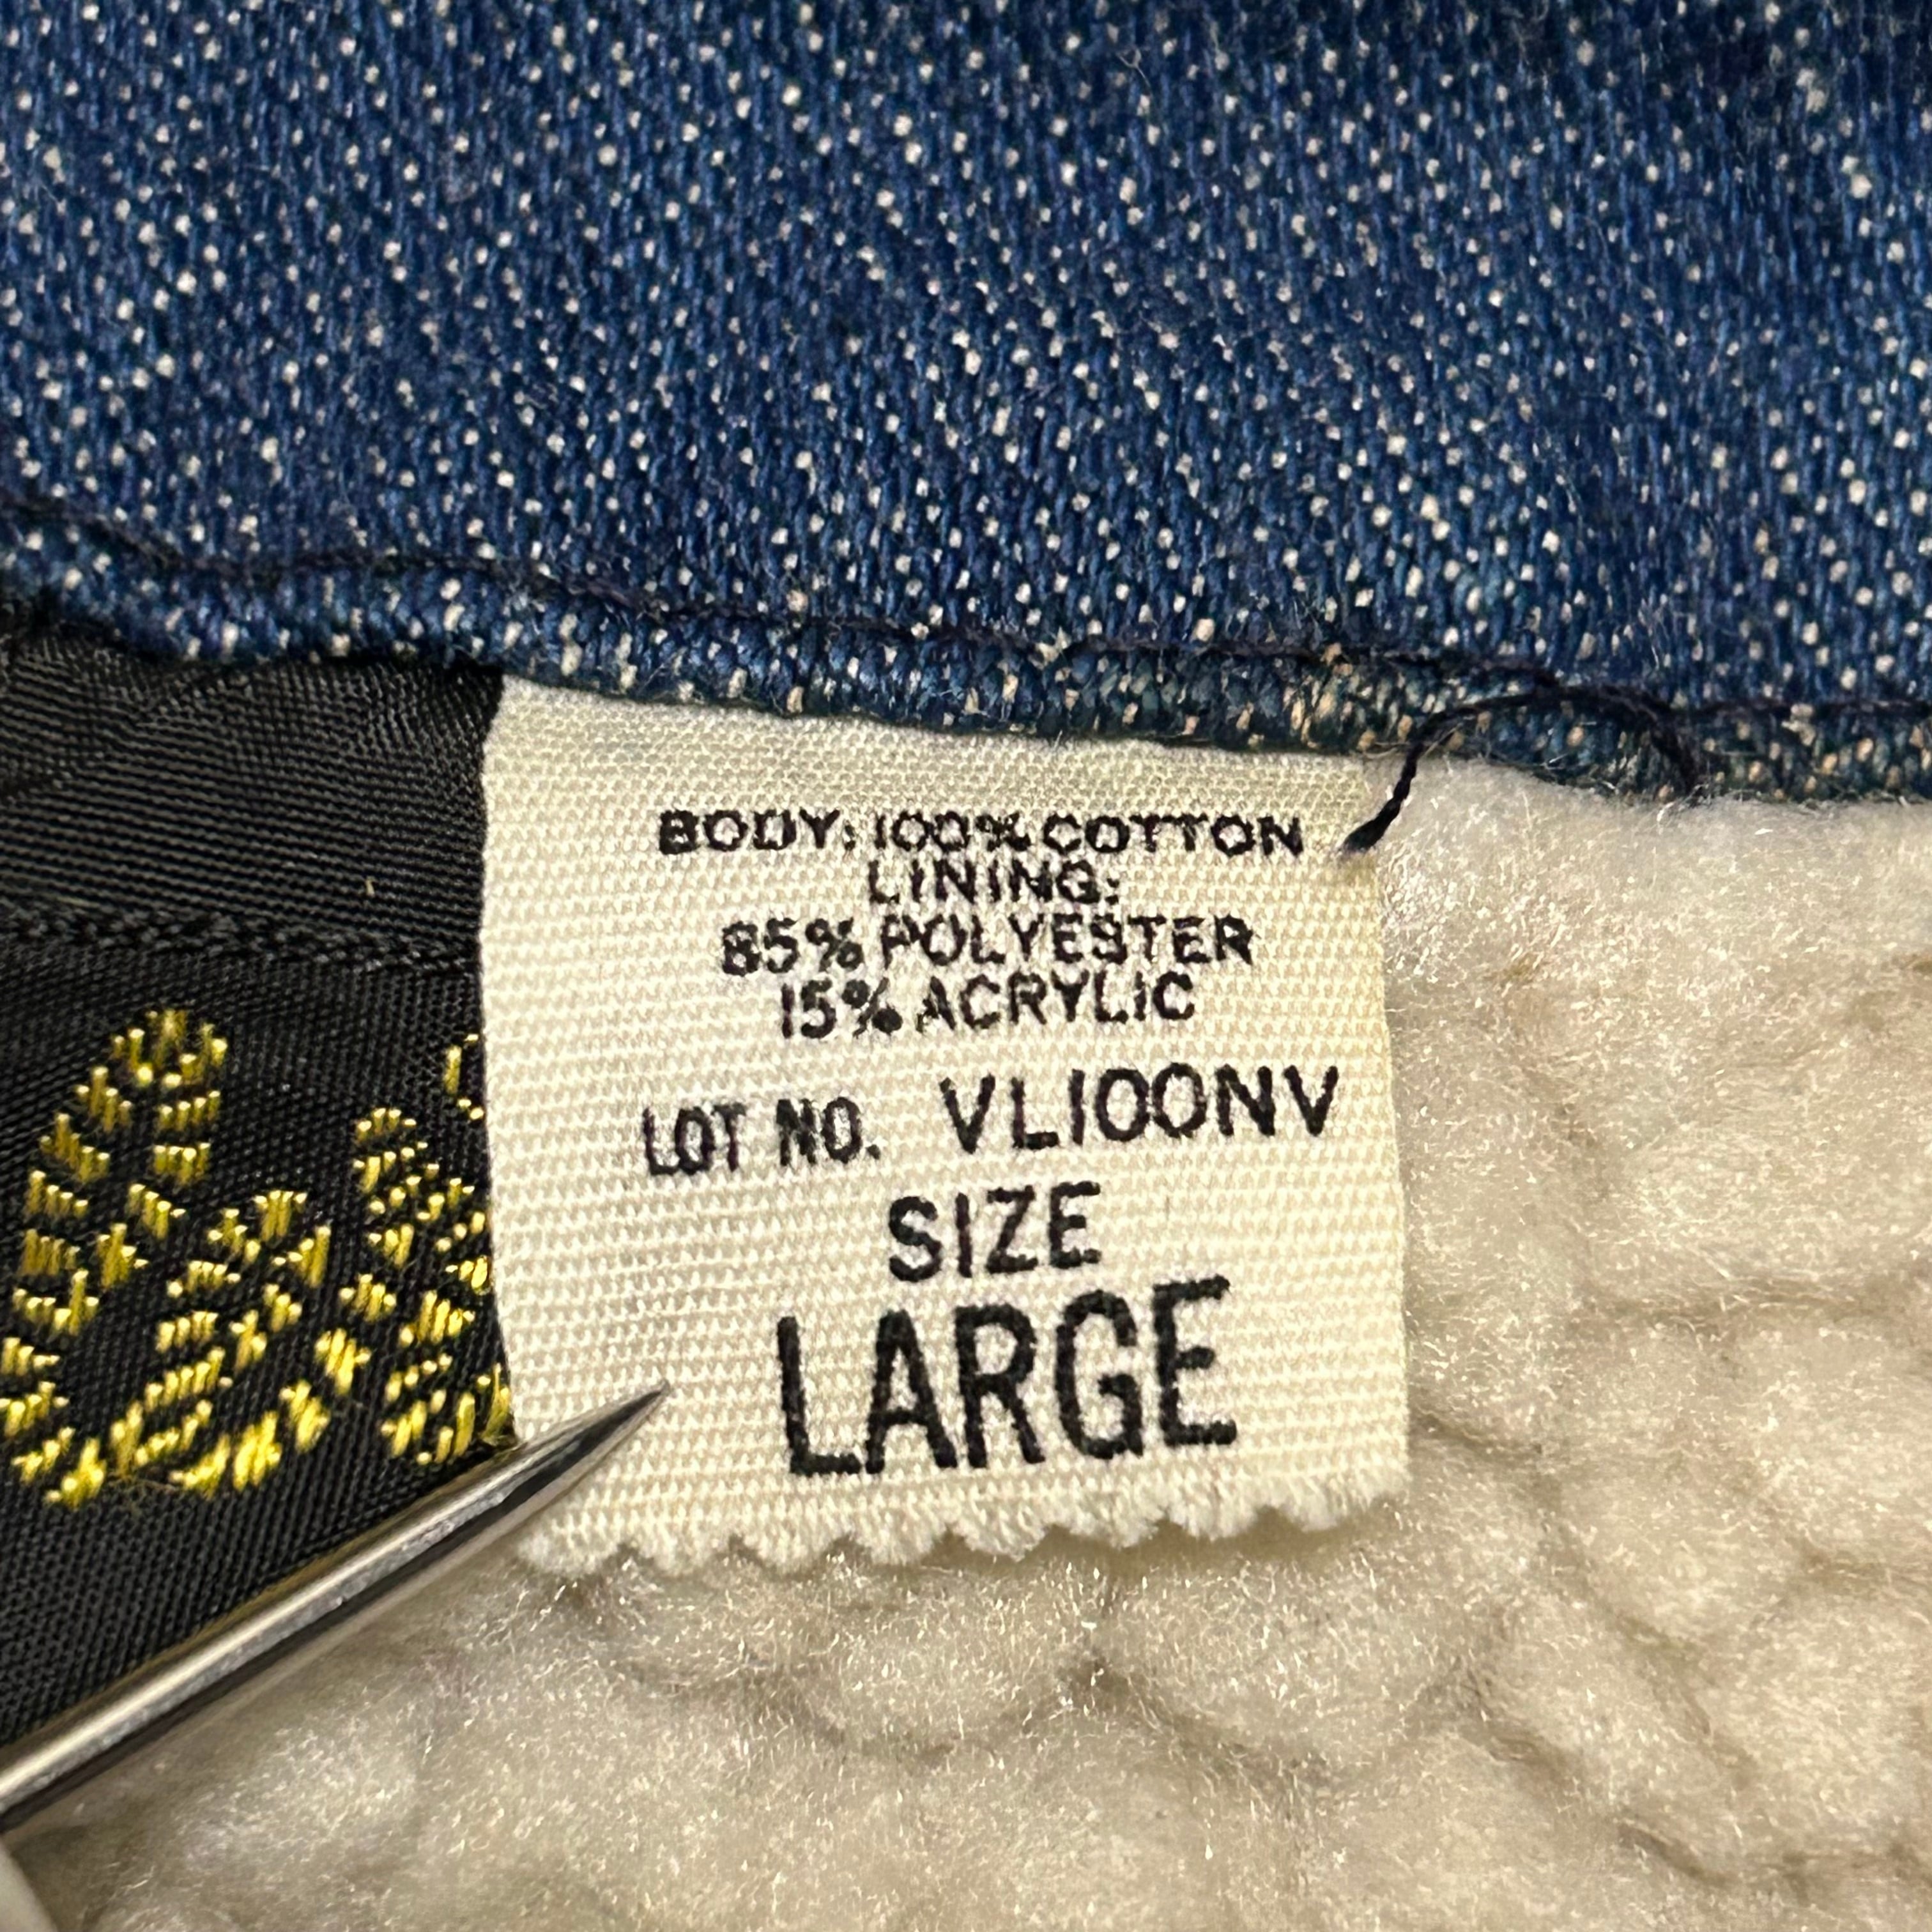 BODY: 100% COTTON
LINING:
85% POLYESTER
15% ACRYLIC
LOT NO. VL100NV
SIZE
LARGE